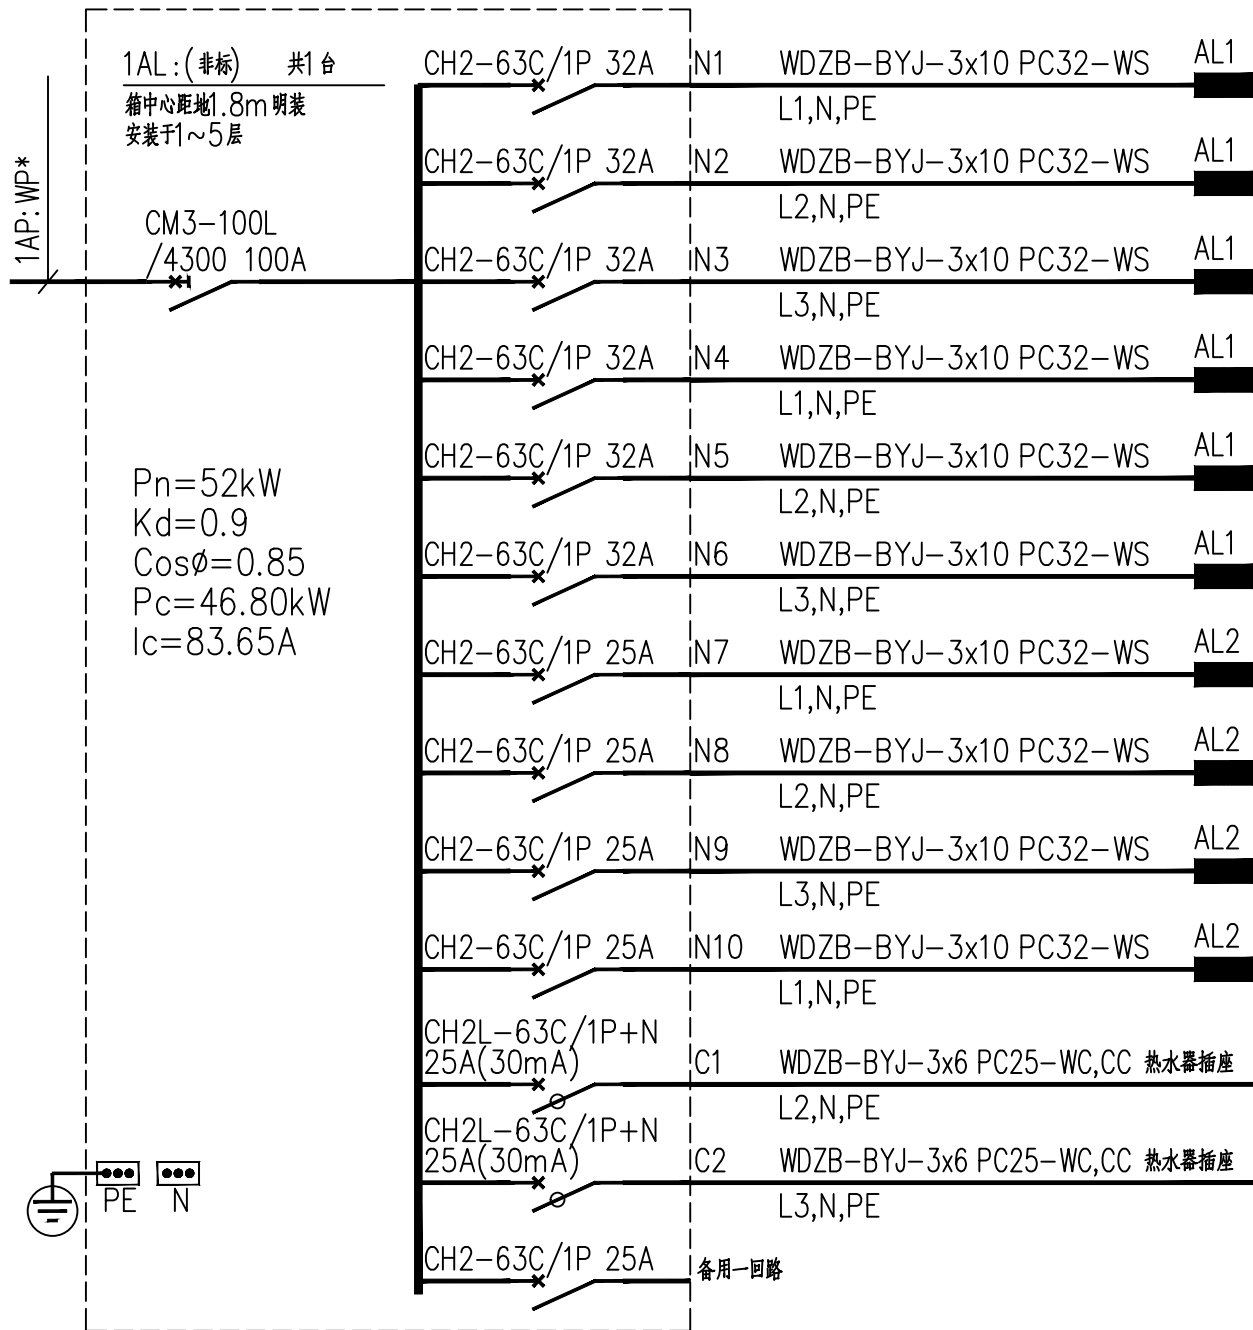 1AL:(非标) 共1台
箱中心距地1.8m明装
安装于1~5层
1AP:WP*
CM3-100L
/4300 100A
Pn=52kW
Kd=0.9
Cosø=0.85
Pc=46.80kW
Ic=83.65A
PE N
CH2-63C/1P 32A N1 WDZB-BYJ-3x10 PC32-WS AL1
L1,N,PE
CH2-63C/1P 32A N2 WDZB-BYJ-3x10 PC32-WS AL1
L2,N,PE
CH2-63C/1P 32A N3 WDZB-BYJ-3x10 PC32-WS AL1
L3,N,PE
CH2-63C/1P 32A N4 WDZB-BYJ-3x10 PC32-WS AL1
L1,N,PE
CH2-63C/1P 32A N5 WDZB-BYJ-3x10 PC32-WS AL1
L2,N,PE
CH2-63C/1P 32A N6 WDZB-BYJ-3x10 PC32-WS AL1
L3,N,PE
CH2-63C/1P 25A N7 WDZB-BYJ-3x10 PC32-WS AL2
L1,N,PE
CH2-63C/1P 25A N8 WDZB-BYJ-3x10 PC32-WS AL2
L2,N,PE
CH2-63C/1P 25A N9 WDZB-BYJ-3x10 PC32-WS AL2
L3,N,PE
CH2-63C/1P 25A N10 WDZB-BYJ-3x10 PC32-WS AL2
L1,N,PE
CH2L-63C/1P+N
25A(30mA) C1 WDZB-BYJ-3x6 PC25-WC,CC 热水器插座
L2,N,PE
CH2L-63C/1P+N
25A(30mA) C2 WDZB-BYJ-3x6 PC25-WC,CC 热水器插座
L3,N,PE
CH2-63C/1P 25A 备用一回路